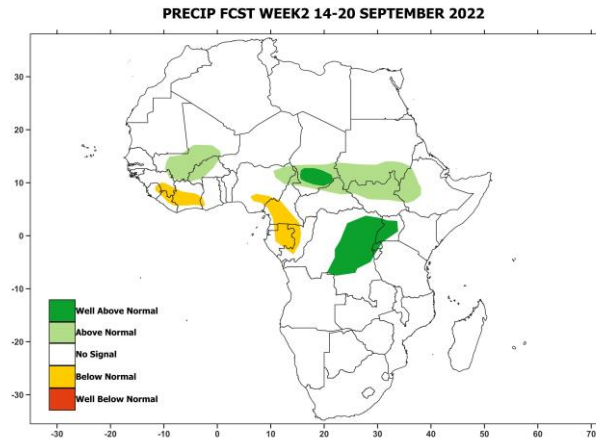 PRECIP FCST WEEK2 14-20 SEPTEMBER 2022
30
20
10
0
-10
-20
-30
Well Above Normal
Above Normal
No Signal
Below Normal
Well Below Normal
-30 -20 -10 0 10 20 30 40 50 60 70